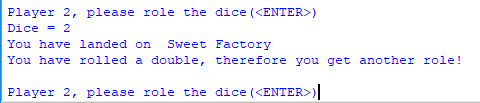 Player 2, please role the dice(<ENTER>)
Dice = 2
You have landed on  Sweet Factory
You have rolled a double, therefore you get another role!
Player 2, please role the dice(<ENTER>)